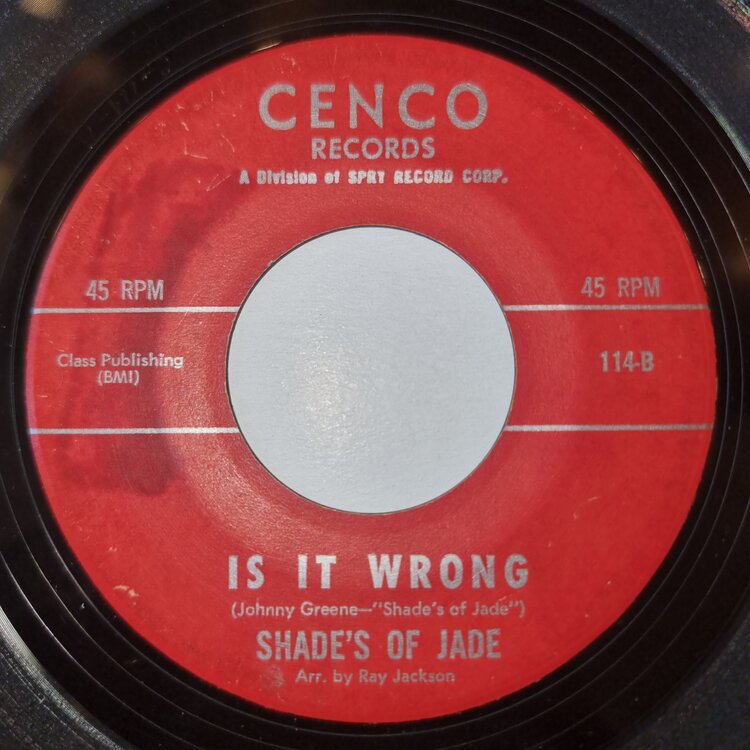 CENCO
RECORDS
A Division of SPRY RECORD CORP.
45 RPM
45 RPM
Class Publishing
(BMI)
114-B
IS IT WRONG
(Johnny Greene—"Shade's of Jade")
SHADE'S OF JADE
Arr. by Ray Jackson